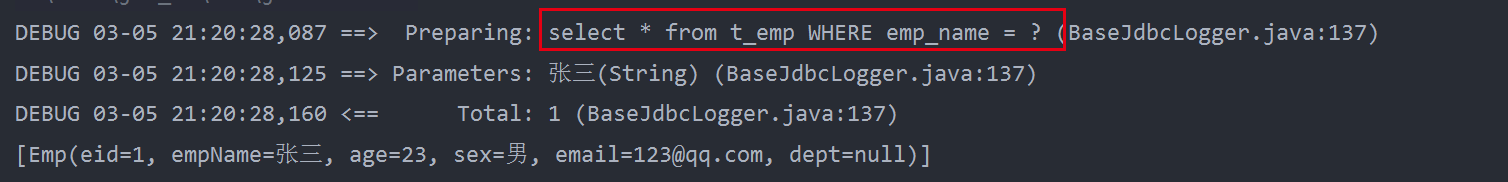 DEBUG 03-05 21:20:28,087 ==>  Preparing: select * from t_emp WHERE emp_name = ? (BaseJdbcLogger.java:137)
DEBUG 03-05 21:20:28,125 ==> Parameters: 张三(String) (BaseJdbcLogger.java:137)
DEBUG 03-05 21:20:28,160 <==      Total: 1 (BaseJdbcLogger.java:137)
[Emp(eid=1, empName=张三, age=23, sex=男, email=123@qq.com, dept=null)]